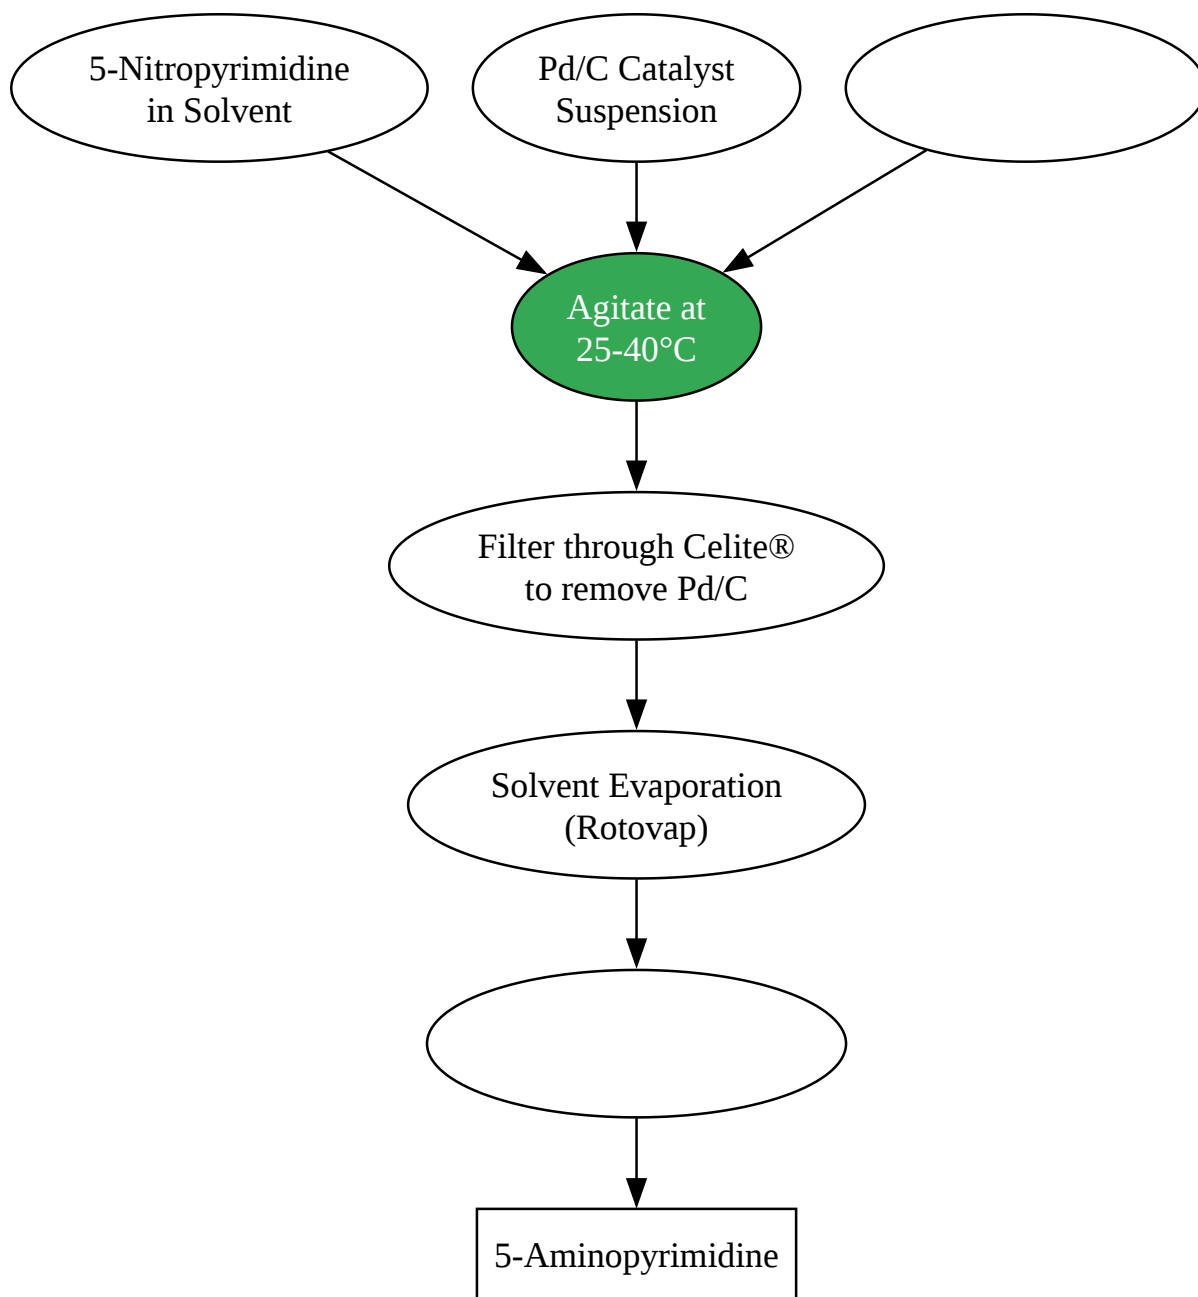 5-Nitropyrimidine
in Solvent
Pd/C Catalyst
Suspension
Agitate at
25-40°C
Filter through Celite®
to remove Pd/C
Solvent Evaporation
(Rotovap)
5-Aminopyrimidine